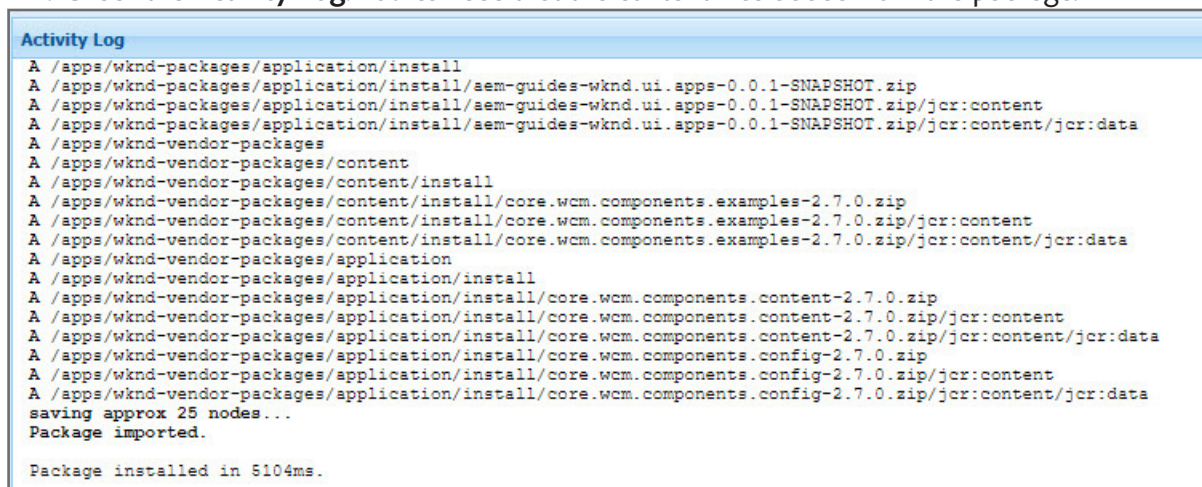 Activity Log
A /apps/wknd-packages/application/install
A /apps/wknd-packages/application/install/aem-guides-wknd.ui.apps-0.0.1-SNAPSHOT.zip
A /apps/wknd-packages/application/install/aem-guides-wknd.ui.apps-0.0.1-SNAPSHOT.zip/jcr:content
A /apps/wknd-packages/application/install/aem-guides-wknd.ui.apps-0.0.1-SNAPSHOT.zip/jcr:content/jcr:data
A /apps/wknd-vendor-packages
A /apps/wknd-vendor-packages/content
A /apps/wknd-vendor-packages/content/install
A /apps/wknd-vendor-packages/content/install/core.wcm.components.examples-2.7.0.zip
A /apps/wknd-vendor-packages/content/install/core.wcm.components.examples-2.7.0.zip/jcr:content
A /apps/wknd-vendor-packages/content/install/core.wcm.components.examples-2.7.0.zip/jcr:content/jcr:data
A /apps/wknd-vendor-packages/application
A /apps/wknd-vendor-packages/application/install
A /apps/wknd-vendor-packages/application/install/core.wcm.components.content-2.7.0.zip
A /apps/wknd-vendor-packages/application/install/core.wcm.components.content-2.7.0.zip/jcr:content
A /apps/wknd-vendor-packages/application/install/core.wcm.components.content-2.7.0.zip/jcr:content/jcr:data
A /apps/wknd-vendor-packages/application/install/core.wcm.components.config-2.7.0.zip
A /apps/wknd-vendor-packages/application/install/core.wcm.components.config-2.7.0.zip/jcr:content
A /apps/wknd-vendor-packages/application/install/core.wcm.components.config-2.7.0.zip/jcr:content/jcr:data
saving approx 25 nodes...
Package imported.
Package installed in 5104ms.